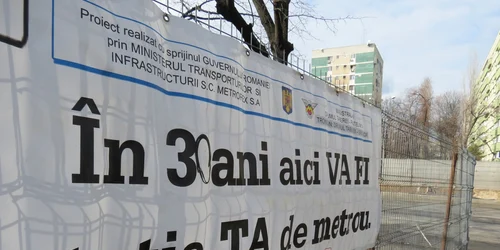 Proiect realizat cu sprijinul GUVERNULUI ROMÂNIEI
prin MINISTERUL TRANSPORTURILOR SI
INFRASTRUCTURII S.C. METROREX S.A
În 30 ani aici VA FI
TA de metrou.